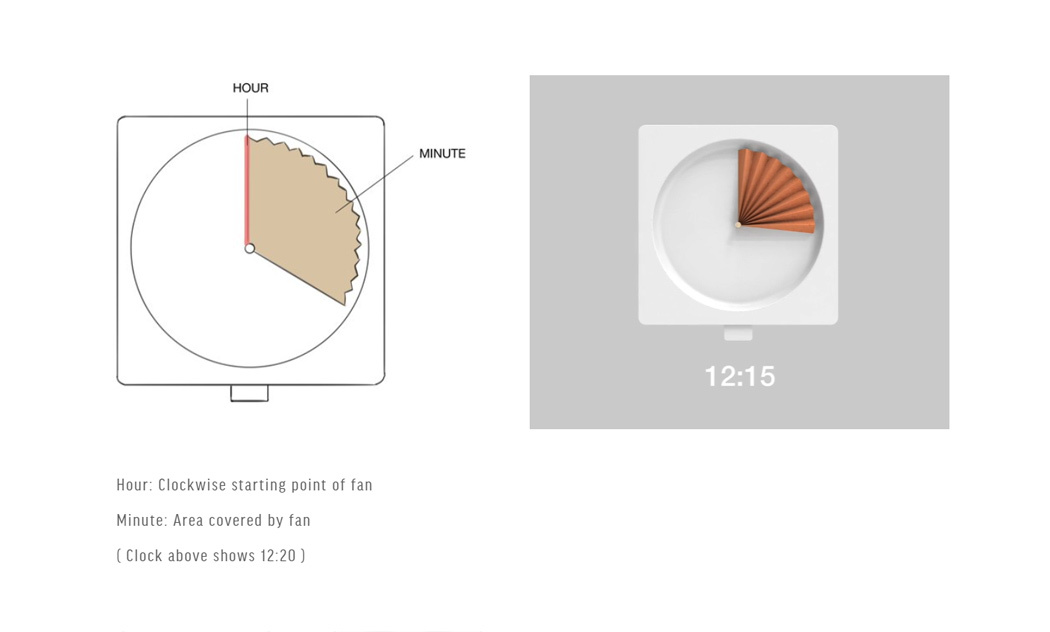 HOUR
MINUTE
12:15
Hour: Clockwise starting point of fan
Minute: Area covered by fan
( Clock above shows 12:20 )